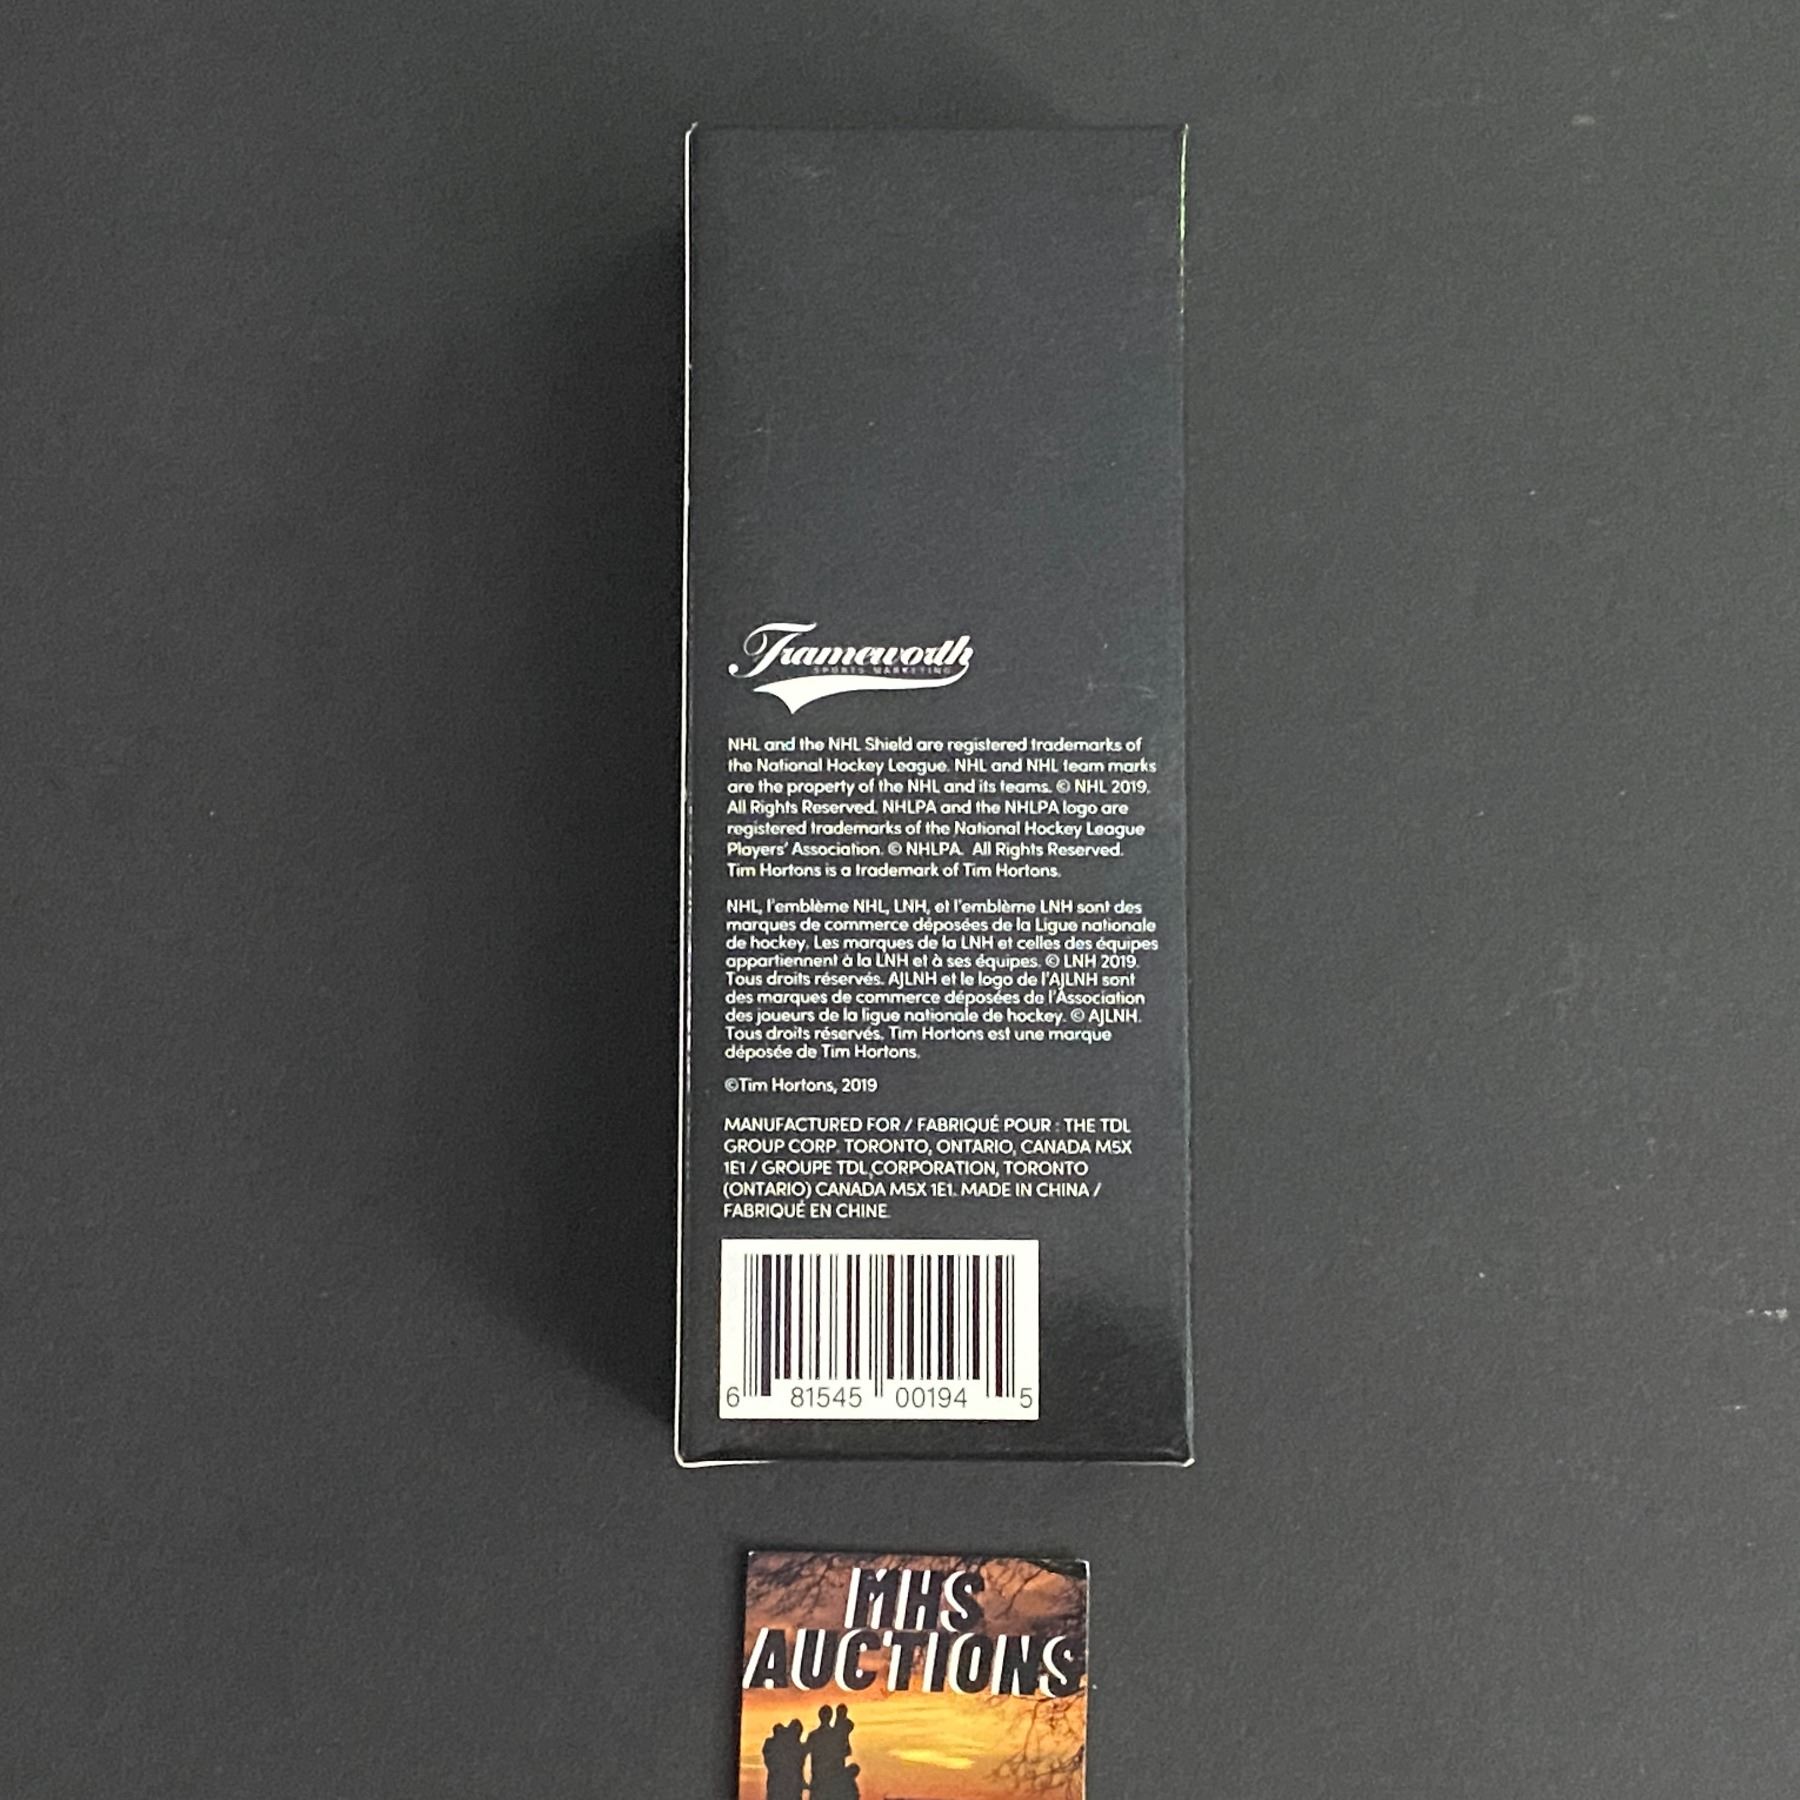 Frameworth
SPORTS MARKETING
NHL and the NHL Shield are registered trademarks of
the National Hockey League. NHL and NHL team marks
are the property of the NHL and its teams. © NHL 2019.
All Rights Reserved. NHLPA and the NHLPA logo are
registered trademarks of the National Hockey League
Players' Association. © NHLPA. All Rights Reserved.
Tim Hortons is a trademark of Tim Hortons.
NHL, l'emblème NHL, LNH, et l'emblème LNH sont des
marques de commerce déposées de la Ligue nationale
de hockey. Les marques de la LNH et celles des équipes
appartiennent à la LNH et à ses équipes. © LNH 2019.
Tous droits réservés. AJLNH et le logo de l'AJLNH sont
des marques de commerce déposées de l'Association
des joueurs de la ligue nationale de hockey. © AJLNH.
Tous droits réservés. Tim Hortons est une marque
déposée de Tim Hortons.
©Tim Hortons, 2019
MANUFACTURED FOR / FABRIQUÉ POUR : THE TDL
GROUP CORP. TORONTO, ONTARIO, CANADA M5X
1E1 / GROUPE TDL CORPORATION, TORONTO
(ONTARIO) CANADA M5X 1E1. MADE IN CHINA /
FABRIQUÉ EN CHINE.
6 81545 00194 5
MHS
AUCTIONS